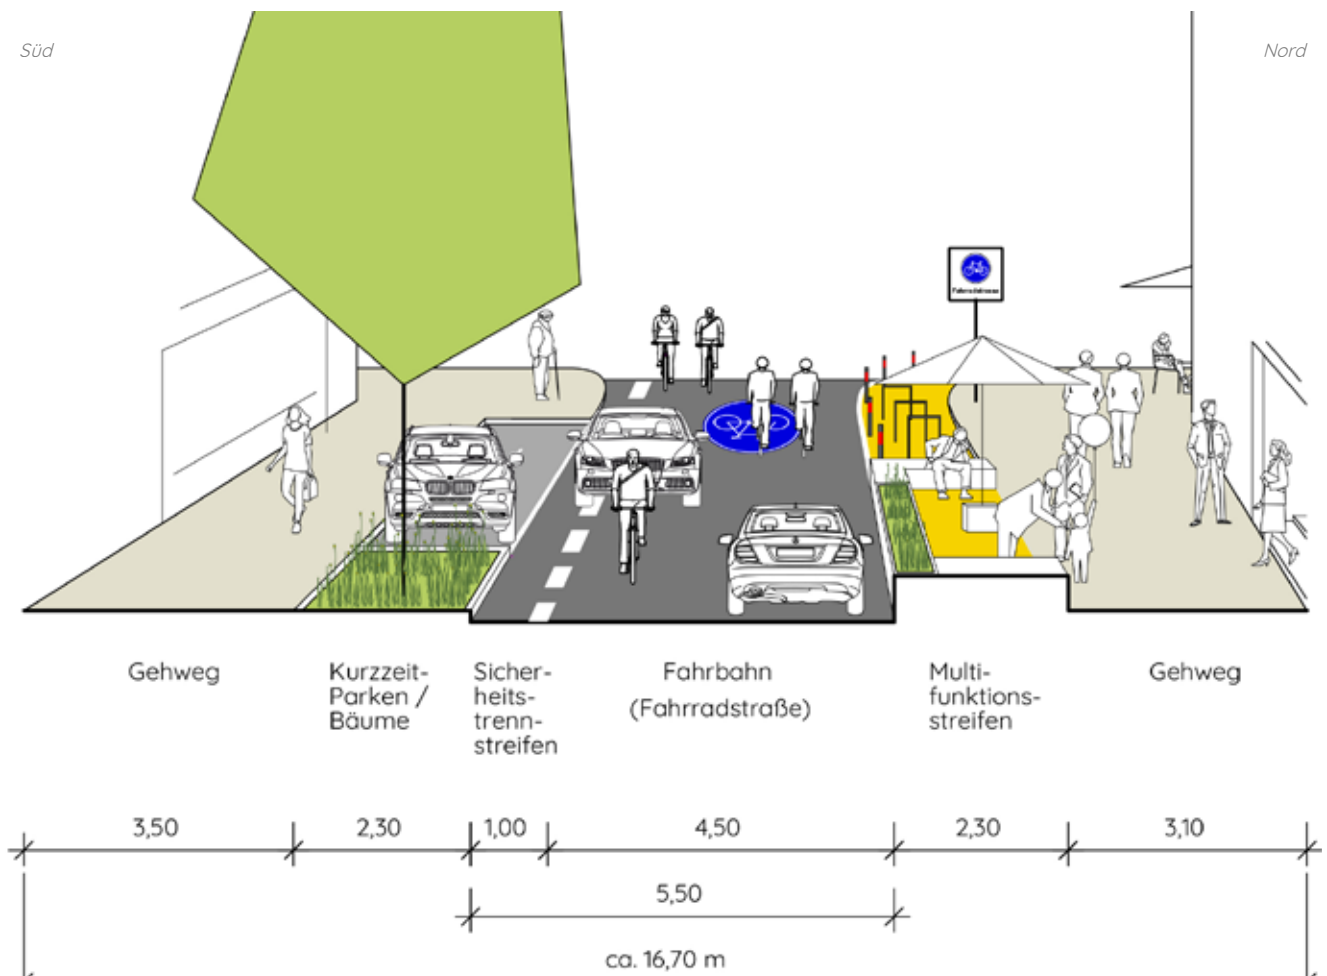 Süd
Nord
Fahrradstrasse
Gehweg
Kurzzeit-
Parken /
Bäume
Sicher-
heits-
trenn-
streifen
Fahrbahn
(Fahrradstraße)
Multi-
funktions-
streifen
Gehweg
3,50
2,30
1,00
4,50
2,30
3,10
5,50
ca. 16,70 m